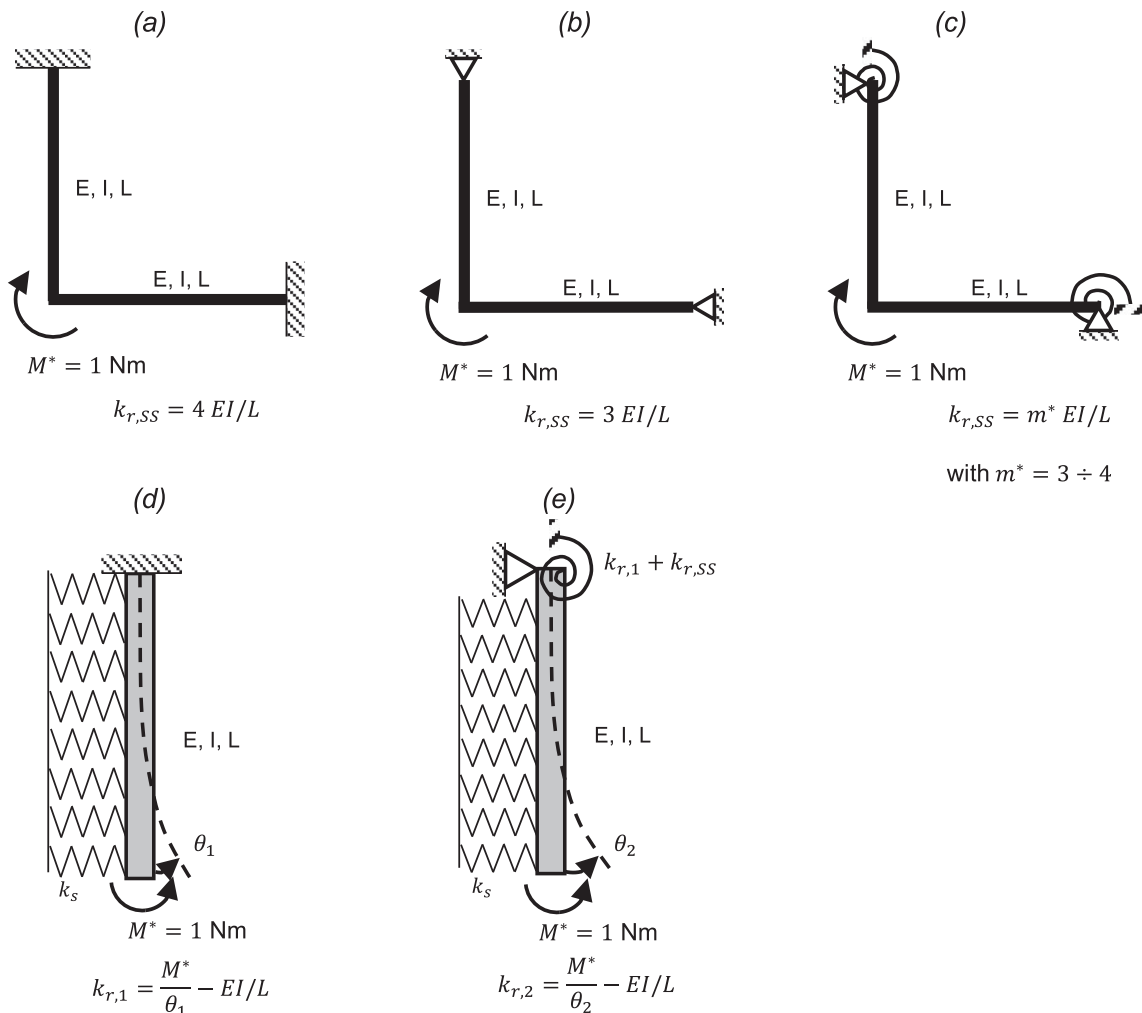 (a)
(b)
(c)
E, I, L
E, I, L
E, I, L
E, I, L
E, I, L
E, I, L
M* = 1 Nm
M* = 1 Nm
M* = 1 Nm
k_{r,SS} = 4 EI/L
k_{r,SS} = 3 EI/L
k_{r,SS} = m* EI/L
with m* = 3 ÷ 4
(d)
(e)
k_{r,1} + k_{r,SS}
E, I, L
E, I, L
θ_1
θ_2
k_s
k_s
M* = 1 Nm
M* = 1 Nm
k_{r,1} = M*/θ_1 − EI/L
k_{r,2} = M*/θ_2 − EI/L